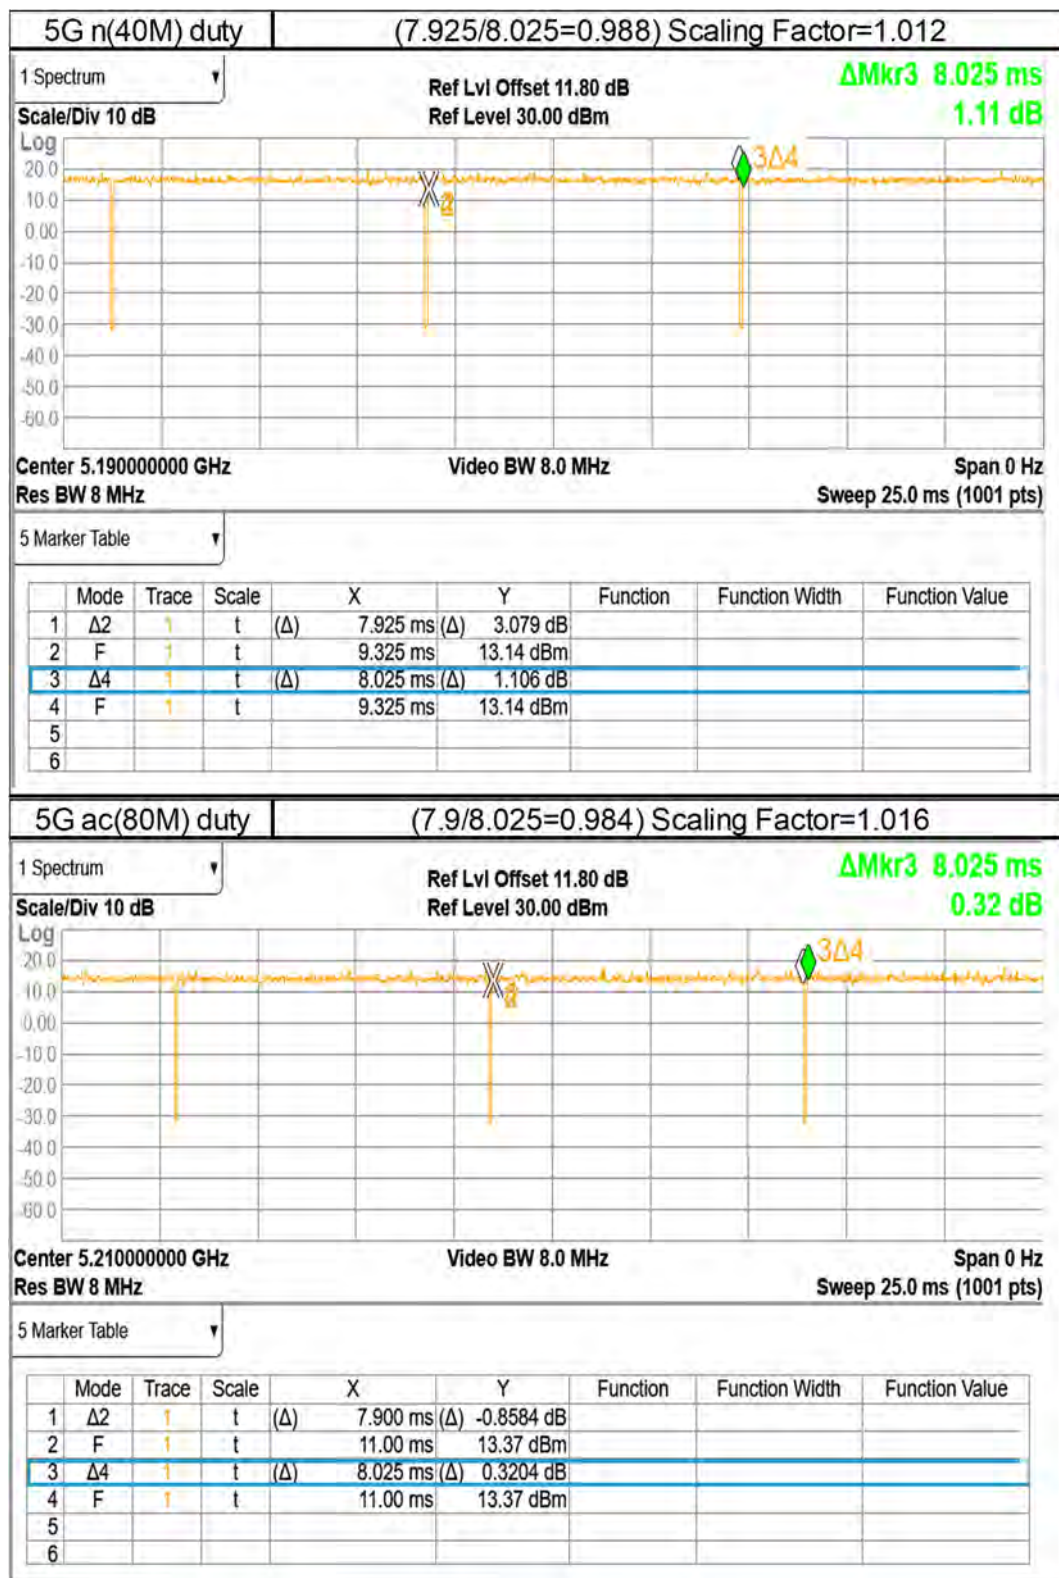 5G n(40M) duty (7.925/8.025=0.988) Scaling Factor=1.012
1 Spectrum
Ref Lvl Offset 11.80 dB
ΔMkr3 8.025 ms
Scale/Div 10 dB
Ref Level 30.00 dBm
1.11 dB
Log
3Δ4
20.0
10.0
0.00
-10.0
-20.0
-30.0
-40.0
-50.0
-60.0
Center 5.190000000 GHz Video BW 8.0 MHz Span 0 Hz
Res BW 8 MHz Sweep 25.0 ms (1001 pts)
5 Marker Table
Mode Trace Scale X Y Function Function Width Function Value
1 Δ2 1 t (Δ) 7.925 ms (Δ) 3.079 dB
2 F 1 t 9.325 ms 13.14 dBm
3 Δ4 1 t (Δ) 8.025 ms (Δ) 1.106 dB
4 F 1 t 9.325 ms 13.14 dBm
5
6
5G ac(80M) duty (7.9/8.025=0.984) Scaling Factor=1.016
1 Spectrum
Ref Lvl Offset 11.80 dB
ΔMkr3 8.025 ms
Scale/Div 10 dB
Ref Level 30.00 dBm
0.32 dB
Log
3Δ4
20.0
10.0
0.00
-10.0
-20.0
-30.0
-40.0
-50.0
-60.0
Center 5.210000000 GHz Video BW 8.0 MHz Span 0 Hz
Res BW 8 MHz Sweep 25.0 ms (1001 pts)
5 Marker Table
Mode Trace Scale X Y Function Function Width Function Value
1 Δ2 1 t (Δ) 7.900 ms (Δ) -0.8584 dB
2 F 1 t 11.00 ms 13.37 dBm
3 Δ4 1 t (Δ) 8.025 ms (Δ) 0.3204 dB
4 F 1 t 11.00 ms 13.37 dBm
5
6